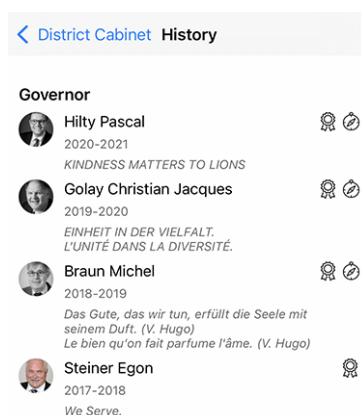 District Cabinet History
Governor
Hilty Pascal
2020-2021
KINDNESS MATTERS TO LIONS
Golay Christian Jacques
2019-2020
EINHEIT IN DER VIELFALT.
L'UNITÉ DANS LA DIVERSITÉ.
Braun Michel
2018-2019
Das Gute, das wir tun, erfüllt die Seele mit
seinem Duft. (V. Hugo)
Le bien qu'on fait parfume l'âme. (V. Hugo)
Steiner Egon
2017-2018
We Serve.